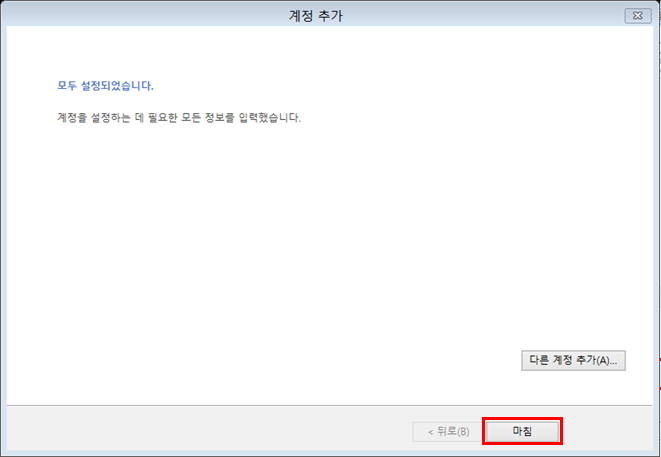 계정 추가
모두 설정되었습니다.
계정을 설정하는 데 필요한 모든 정보를 입력했습니다.
다른 계정 추가(A)...
< 뒤로(B)
마침